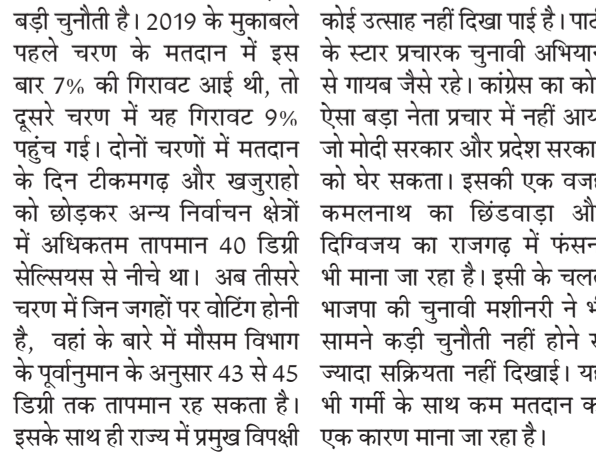 बड़ी चुनौती है। 2019 के मुकाबले
पहले चरण के मतदान में इस
बार 7% की गिरावट आई थी, तो
दूसरे चरण में यह गिरावट 9%
पहुंच गई। दोनों चरणों में मतदान
के दिन टीकमगढ़ और खजुराहो
को छोड़कर अन्य निर्वाचन क्षेत्रों
में अधिकतम तापमान 40 डिग्री
सेल्सियस से नीचे था। अब तीसरे
चरण में जिन जगहों पर वोटिंग होनी
है, वहां के बारे में मौसम विभाग
के पूर्वानुमान के अनुसार 43 से 45
डिग्री तक तापमान रह सकता है।
इसके साथ ही राज्य में प्रमुख विपक्षी
कोई उत्साह नहीं दिखा पाई है।
के स्टार प्रचारक चुनावी
से गायब जैसे रहे। कांग्रेस का
ऐसा बड़ा नेता प्रचार में नहीं
जो मोदी सरकार और प्रदेश
को घेर सकता। इसकी एक
कमलनाथ का छिंडवाड़ा
दिग्विजय का राजगढ़ में
भी माना जा रहा है। इसी के
भाजपा की चुनावी मशीनरी ने
सामने कड़ी चुनौती नहीं होने
ज्यादा सक्रियता नहीं दिखाई।
भी गर्मी के साथ कम मतदान
एक कारण माना जा रहा है।